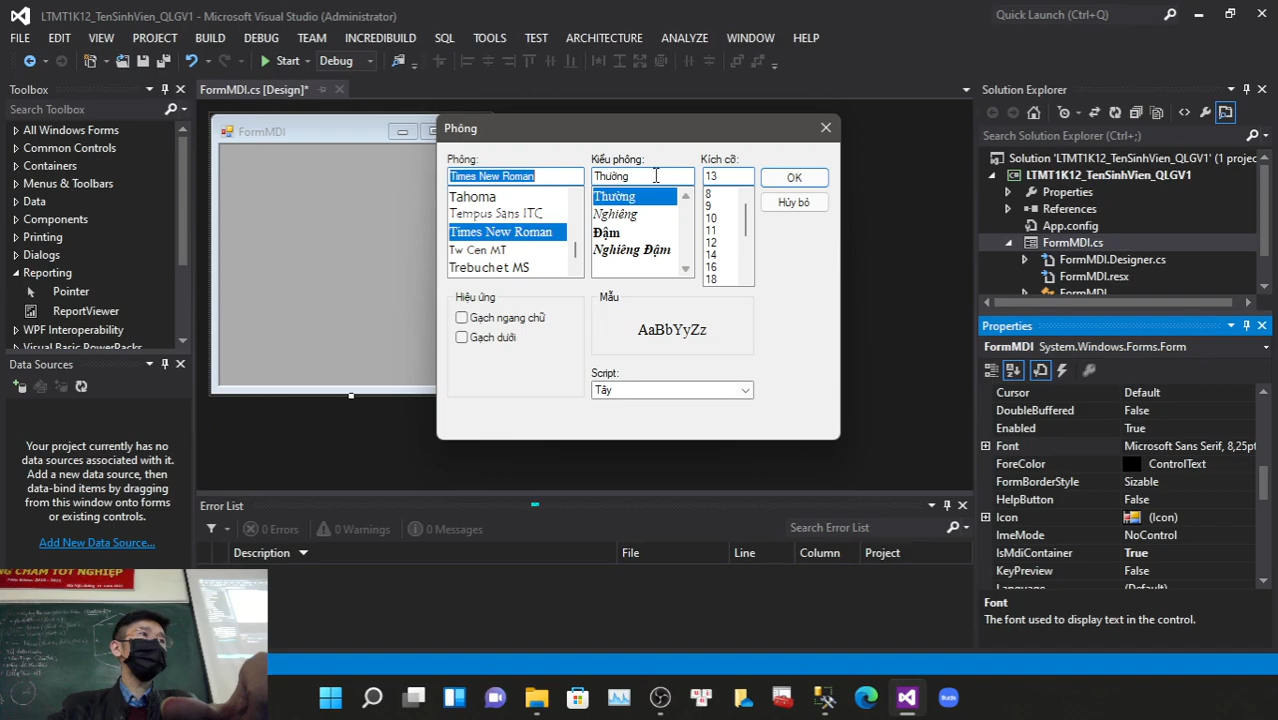 LTMT1K12_TenSinhVien_QLGV1 - Microsoft Visual Studio (Administrator)
Quick Launch (Ctrl+Q)
FILE EDIT VIEW PROJECT BUILD DEBUG TEAM INCREDIBUILD SQL TOOLS TEST ARCHITECTURE ANALYZE WINDOW HELP
Start Debug
Toolbox
Search Toolbox
All Windows Forms
Common Controls
Containers
Menus & Toolbars
Data
Components
Printing
Dialogs
Reporting
Pointer
ReportViewer
WPF Interoperability
Visual Basic PowerPacks
Data Sources
Your project currently has no
data sources associated with it.
Add a new data source, then
data-bind items by dragging
from this window onto forms
or existing controls.
Add New Data Source...
FormMDI.cs [Design]*
FormMDI
Phông
Phông:
Times New Roman
Tahoma
Tempus Sans ITC
Times New Roman
Tw Cen MT
Trebuchet MS
Kiểu phông:
Thường
Thường
Nghiêng
Đậm
Nghiêng Đậm
Kích cỡ:
13
8
9
10
11
12
14
16
18
OK
Hủy bỏ
Hiệu ứng
Gạch ngang chữ
Gạch dưới
Mẫu
AaBbYyZz
Script:
Tây
Error List
0 Errors 0 Warnings 0 Messages
Search Error List
Description File Line Column Project
Solution Explorer
Search Solution Explorer (Ctrl+;)
Solution 'LTMT1K12_TenSinhVien_QLGV1' (1 projec
LTMT1K12_TenSinhVien_QLGV1
Properties
References
App.config
FormMDI.cs
FormMDI.Designer.cs
FormMDI.resx
FormMDI
Properties
FormMDI System.Windows.Forms.Form
Cursor Default
DoubleBuffered False
Enabled True
Font Microsoft Sans Serif, 8,25pt
ForeColor ControlText
FormBorderStyle Sizable
HelpButton False
Icon (Icon)
ImeMode NoControl
IsMdiContainer True
KeyPreview False
Language (Default)
Font
The font used to display text in the control.